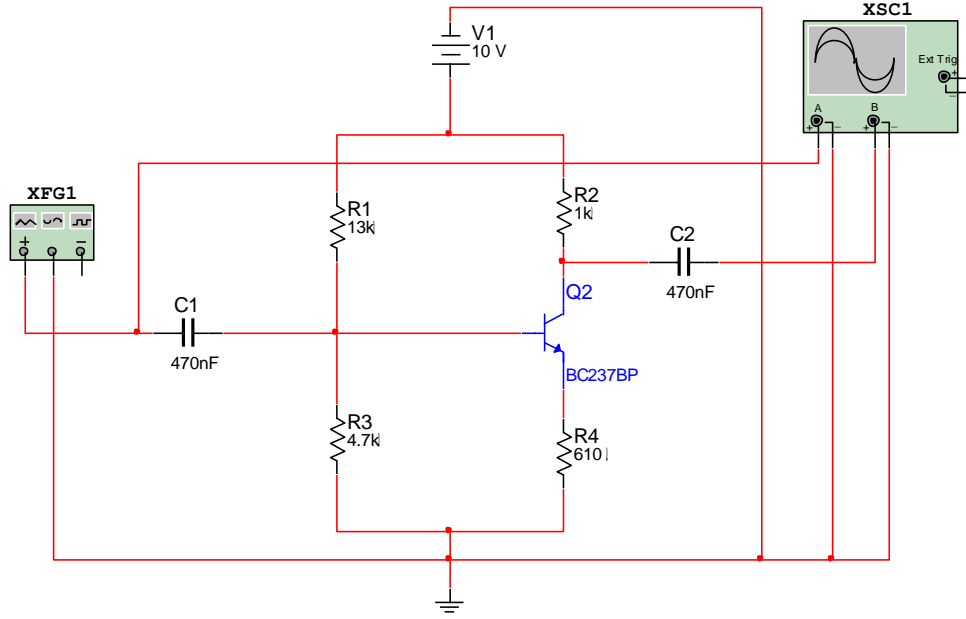 XSC1
V1
10 V
Ext Trig
+
_
A
B
+
_
+
_
XFG1
R1
13k
R2
1k
C2
470nF
Q2
C1
470nF
BC237BP
R3
4.7k
R4
610